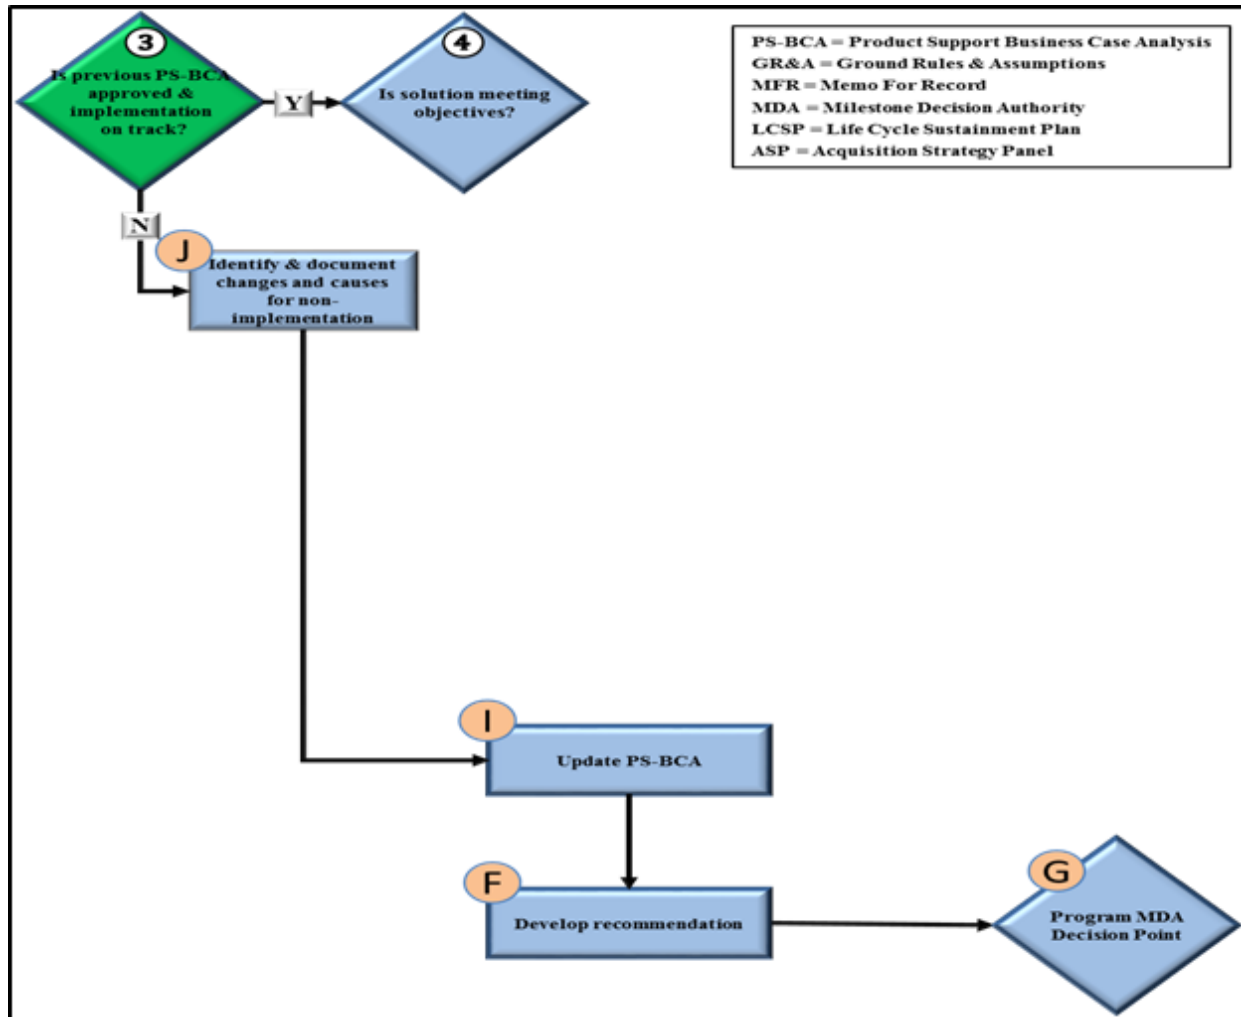 3
Is previous PS-BCA
approved &
implementation
on track?
Y
4
Is solution meeting
objectives?
PS-BCA = Product Support Business Case Analysis
GR&A = Ground Rules & Assumptions
MFR = Memo For Record
MDA = Milestone Decision Authority
LCSP = Life Cycle Sustainment Plan
ASP = Acquisition Strategy Panel
N
J
Identify & document
changes and causes
for non-
implementation
I
Update PS-BCA
F
Develop recommendation
G
Program MDA
Decision Point